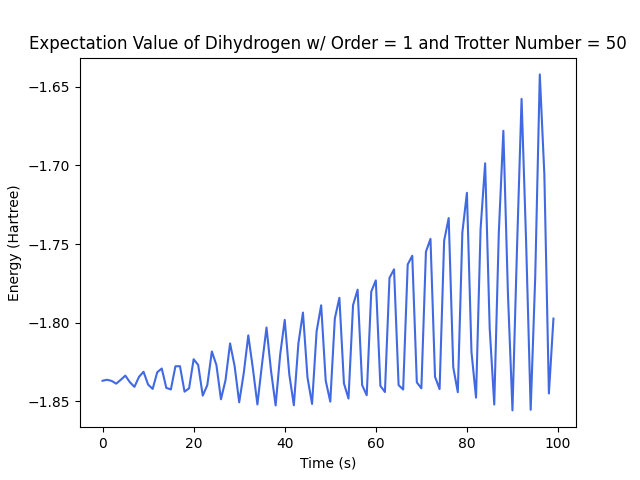 Expectation Value of Dihydrogen w/ Order = 1 and Trotter Number = 50
Energy (Hartree)
−1.65
−1.70
−1.75
−1.80
−1.85
0 20 40 60 80 100
Time (s)